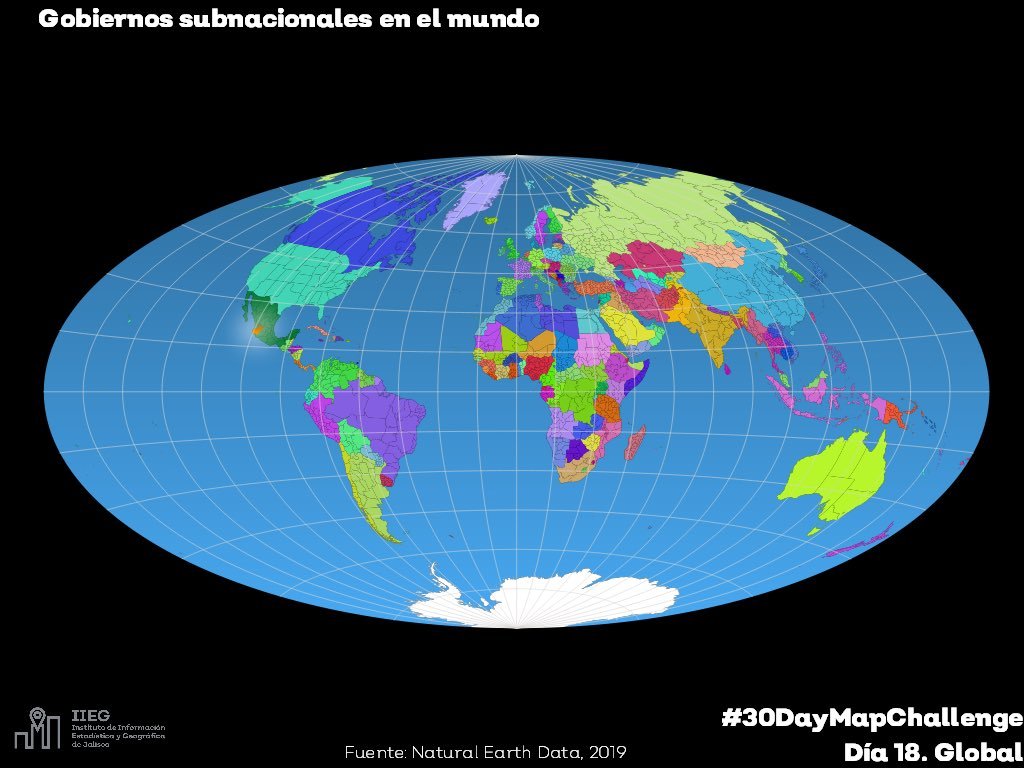 Gobiernos subnacionales en el mundo
IIEG
Instituto de Información
Estadística y Geográfica
de Jalisco
Fuente: Natural Earth Data, 2019
#30DayMapChallenge
Día 18. Global